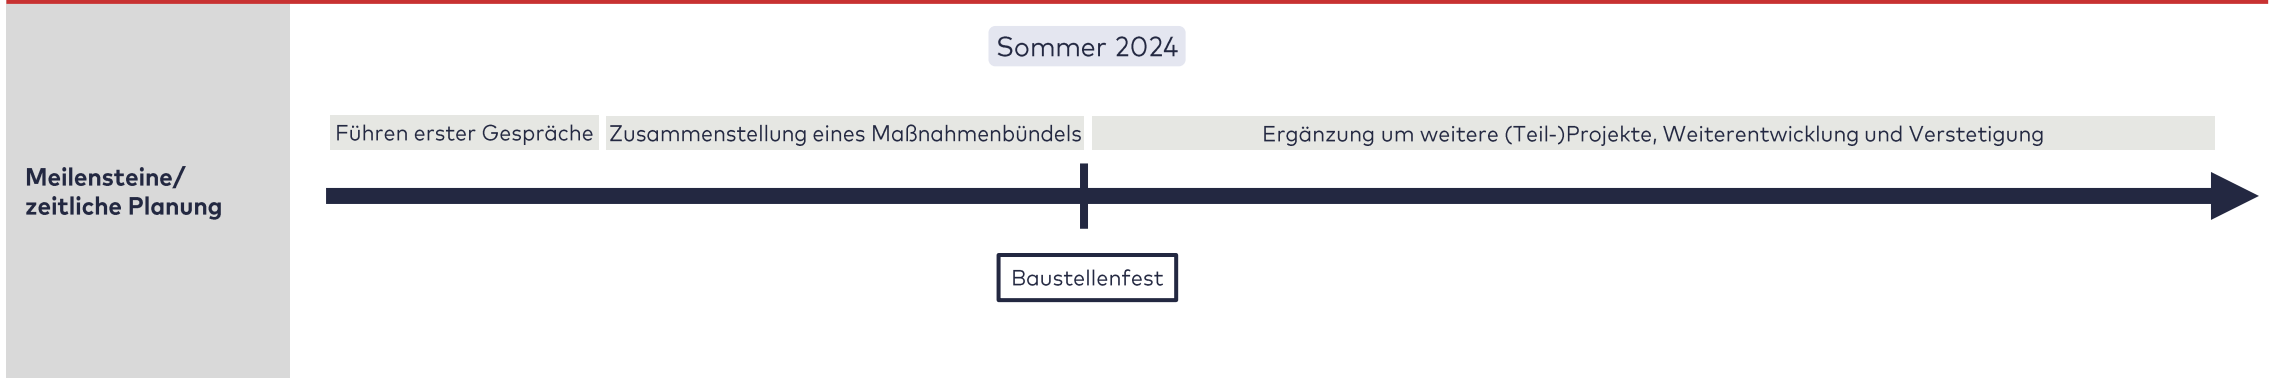 Meilensteine/
zeitliche Planung
Sommer 2024
Führen erster Gespräche
Zusammenstellung eines Maßnahmenbündels
Ergänzung um weitere (Teil-)Projekte, Weiterentwicklung und Verstetigung
Baustellenfest